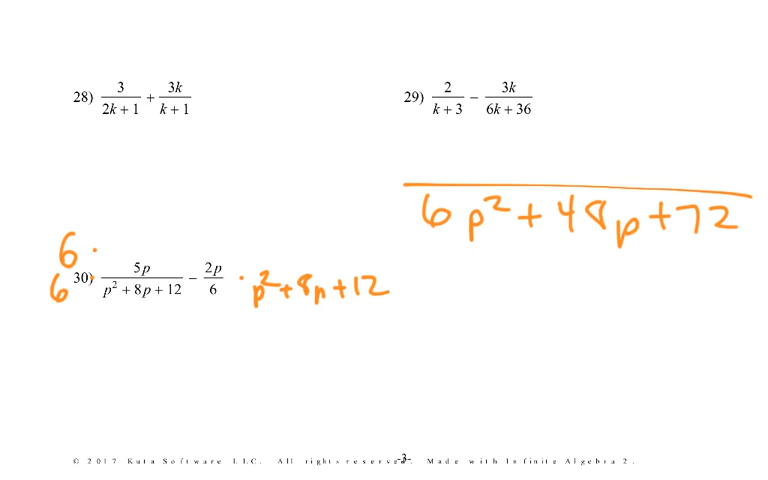 28) 3/(2k + 1) + 3k/(k + 1)
29) 2/(k + 3) − 3k/(6k + 36)
6p² + 48p + 72
6 ·
6 30) 5p/(p² + 8p + 12) − 2p/6 · p² + 8p + 12
© 2017 Kuta Software LLC. All rights reserved. -3- Made with Infinite Algebra 2.